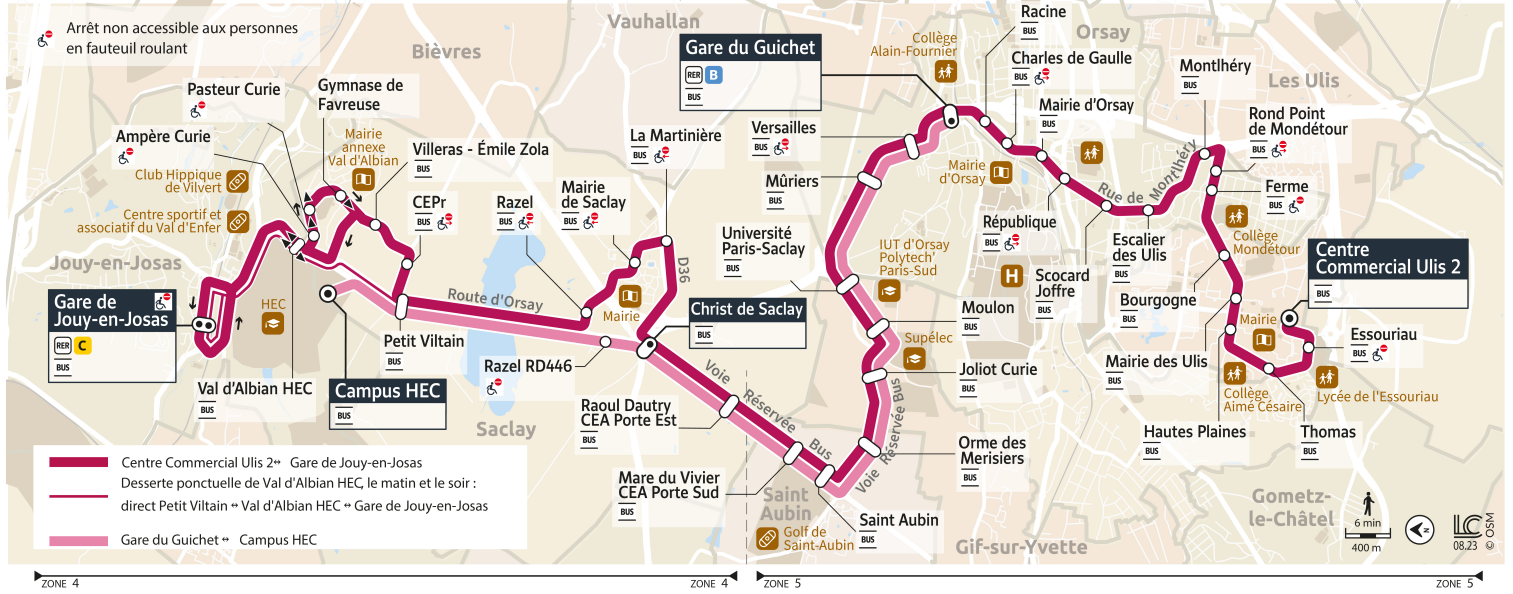 Arrêt non accessible aux personnes
en fauteuil roulant
Bièvres
Vauhallan
Orsay
Les Ulis
Jouy-en-Josas
Saclay
Saint
Aubin
Gif-sur-Yvette
Gometz-
le-Châtel
Gare de
Jouy-en-Josas
RER C
BUS
Ampère Curie
Pasteur Curie
Gymnase de
Favreuse
Mairie
annexe
Val d'Albian
Club Hippique
de Vilvert
Centre sportif et
associatif du Val d'Enfer
HEC
Val d'Albian HEC
BUS
Villeras - Émile Zola
BUS
CEPr
BUS
Petit Viltain
BUS
Campus HEC
BUS
Route d'Orsay
Razel
BUS
Razel RD446
Mairie
de Saclay
BUS
Mairie
La Martinière
BUS
D36
Christ de Saclay
BUS
Voie Réservée Bus
Raoul Dautry
CEA Porte Est
BUS
Mare du Vivier
CEA Porte Sud
BUS
Golf de
Saint-Aubin
Saint Aubin
BUS
Voie Réservée Bus
Orme des
Merisiers
BUS
Joliot Curie
BUS
Supélec
Moulon
BUS
IUT d'Orsay
Polytech'
Paris-Sud
Université
Paris-Saclay
BUS
Mûriers
BUS
Versailles
BUS
Gare du Guichet
RER B
BUS
Collège
Alain-Fournier
Racine
BUS
Charles de Gaulle
BUS
Mairie d'Orsay
BUS
Mairie
d'Orsay
République
BUS
H
Scocard
Joffre
BUS
Rue de Montlhéry
Escalier
des Ulis
BUS
Montlhéry
BUS
Rond Point
de Mondétour
BUS
Ferme
BUS
Collège
Mondétour
Bourgogne
BUS
Mairie des Ulis
BUS
Hautes Plaines
BUS
Collège
Aimé Césaire
Mairie
Thomas
BUS
Lycée de l'Essouriau
Essouriau
BUS
Centre
Commercial Ulis 2
BUS
Centre Commercial Ulis 2↔ Gare de Jouy-en-Josas
Desserte ponctuelle de Val d'Albian HEC, le matin et le soir :
direct Petit Viltain ↔ Val d'Albian HEC ↔ Gare de Jouy-en-Josas
Gare du Guichet ↔ Campus HEC
6 min
400 m
N
LC
08.23
© OSM
ZONE 4
ZONE 4
ZONE 5
ZONE 5